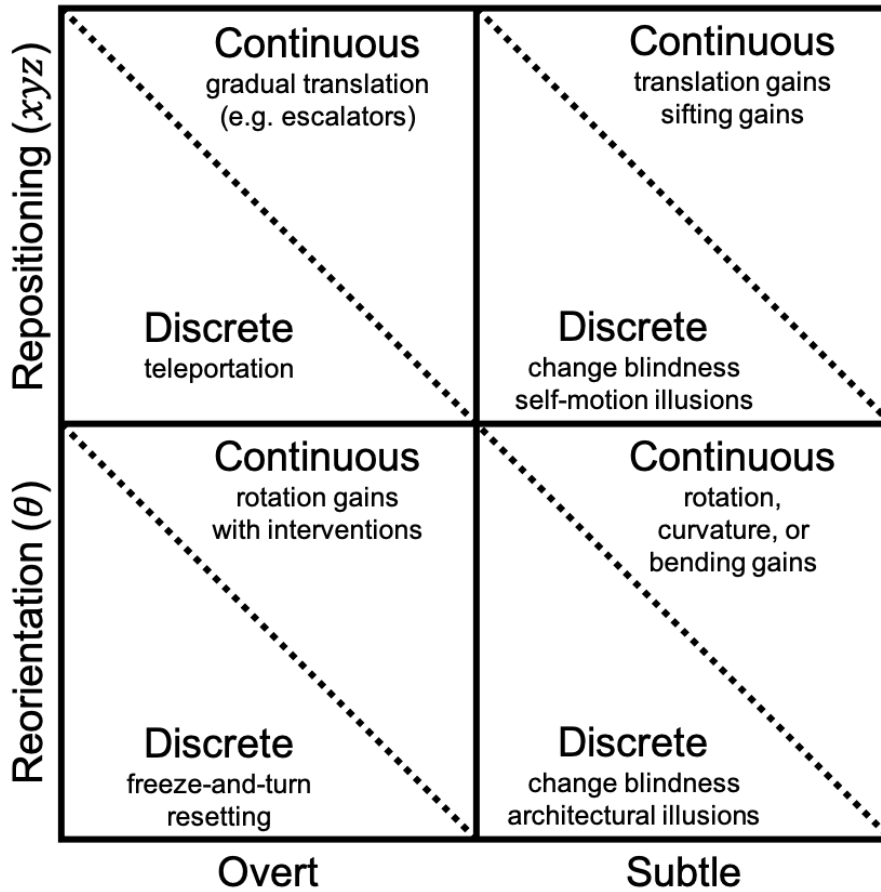 Repositioning (xyz)
Continuous
gradual translation
(e.g. escalators)
Discrete
teleportation
Continuous
translation gains
sifting gains
Discrete
change blindness
self-motion illusions
Reorientation (θ)
Continuous
rotation gains
with interventions
Discrete
freeze-and-turn
resetting
Continuous
rotation,
curvature, or
bending gains
Discrete
change blindness
architectural illusions
Overt
Subtle